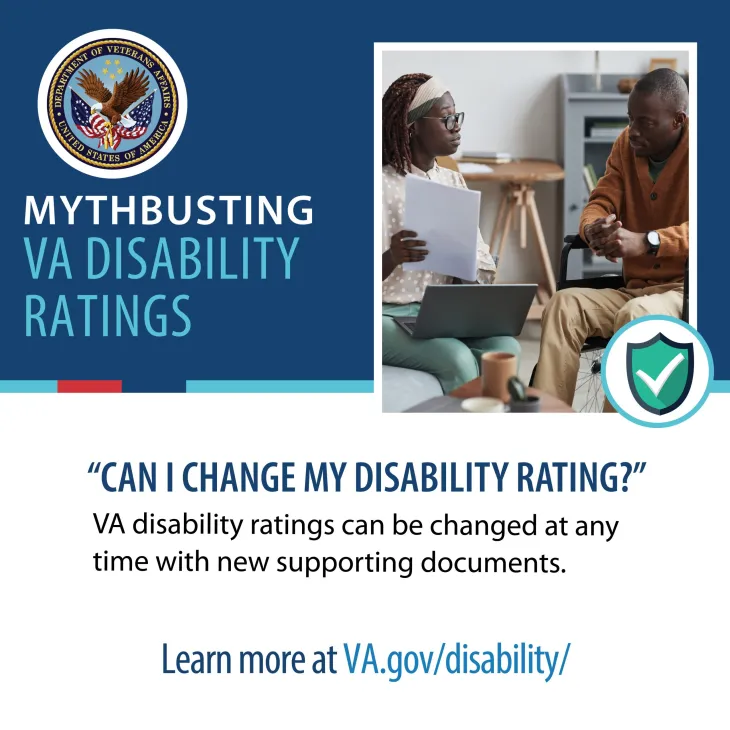 DEPARTMENT OF VETERANS AFFAIRS
UNITED STATES OF AMERICA
MYTHBUSTING
VA DISABILITY
RATINGS
“CAN I CHANGE MY DISABILITY RATING?”
VA disability ratings can be changed at any
time with new supporting documents.
Learn more at VA.gov/disability/